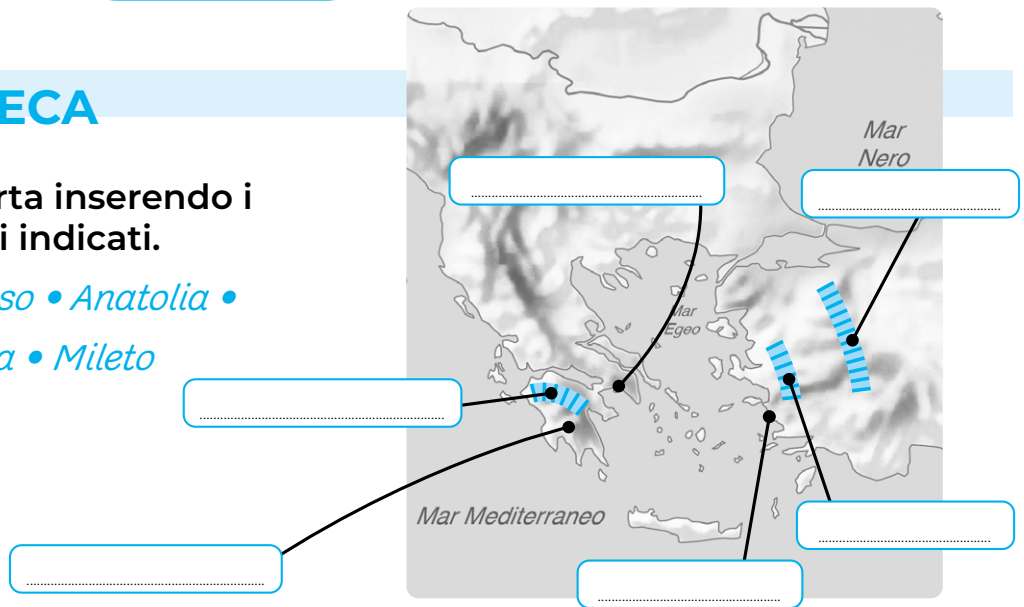 ECA
rta inserendo i
i indicati.
so • Anatolia •
a • Mileto
Mar
Nero
Mar
Egeo
Mar Mediterraneo